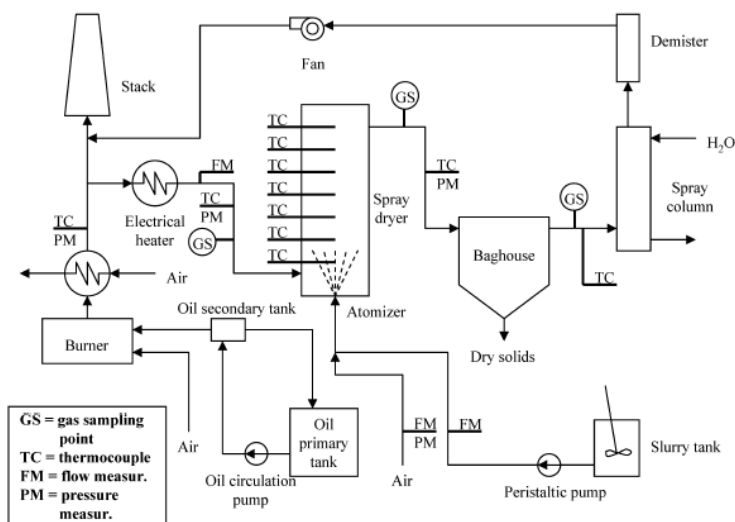 Stack
Fan
Demister
GS
H₂O
TC
TC
TC
TC
TC
TC
TC
FM
TC
PM
Spray
dryer
TC
PM
GS
Spray
column
Electrical
heater
TC
PM
GS
Baghouse
TC
Air
Atomizer
Oil secondary tank
Burner
Dry solids
GS = gas sampling
point
TC = thermocouple
FM = flow measur.
PM = pressure
measur.
Air
Oil
primary
tank
Oil circulation
pump
FM
PM
FM
Air
Slurry tank
Peristaltic pump